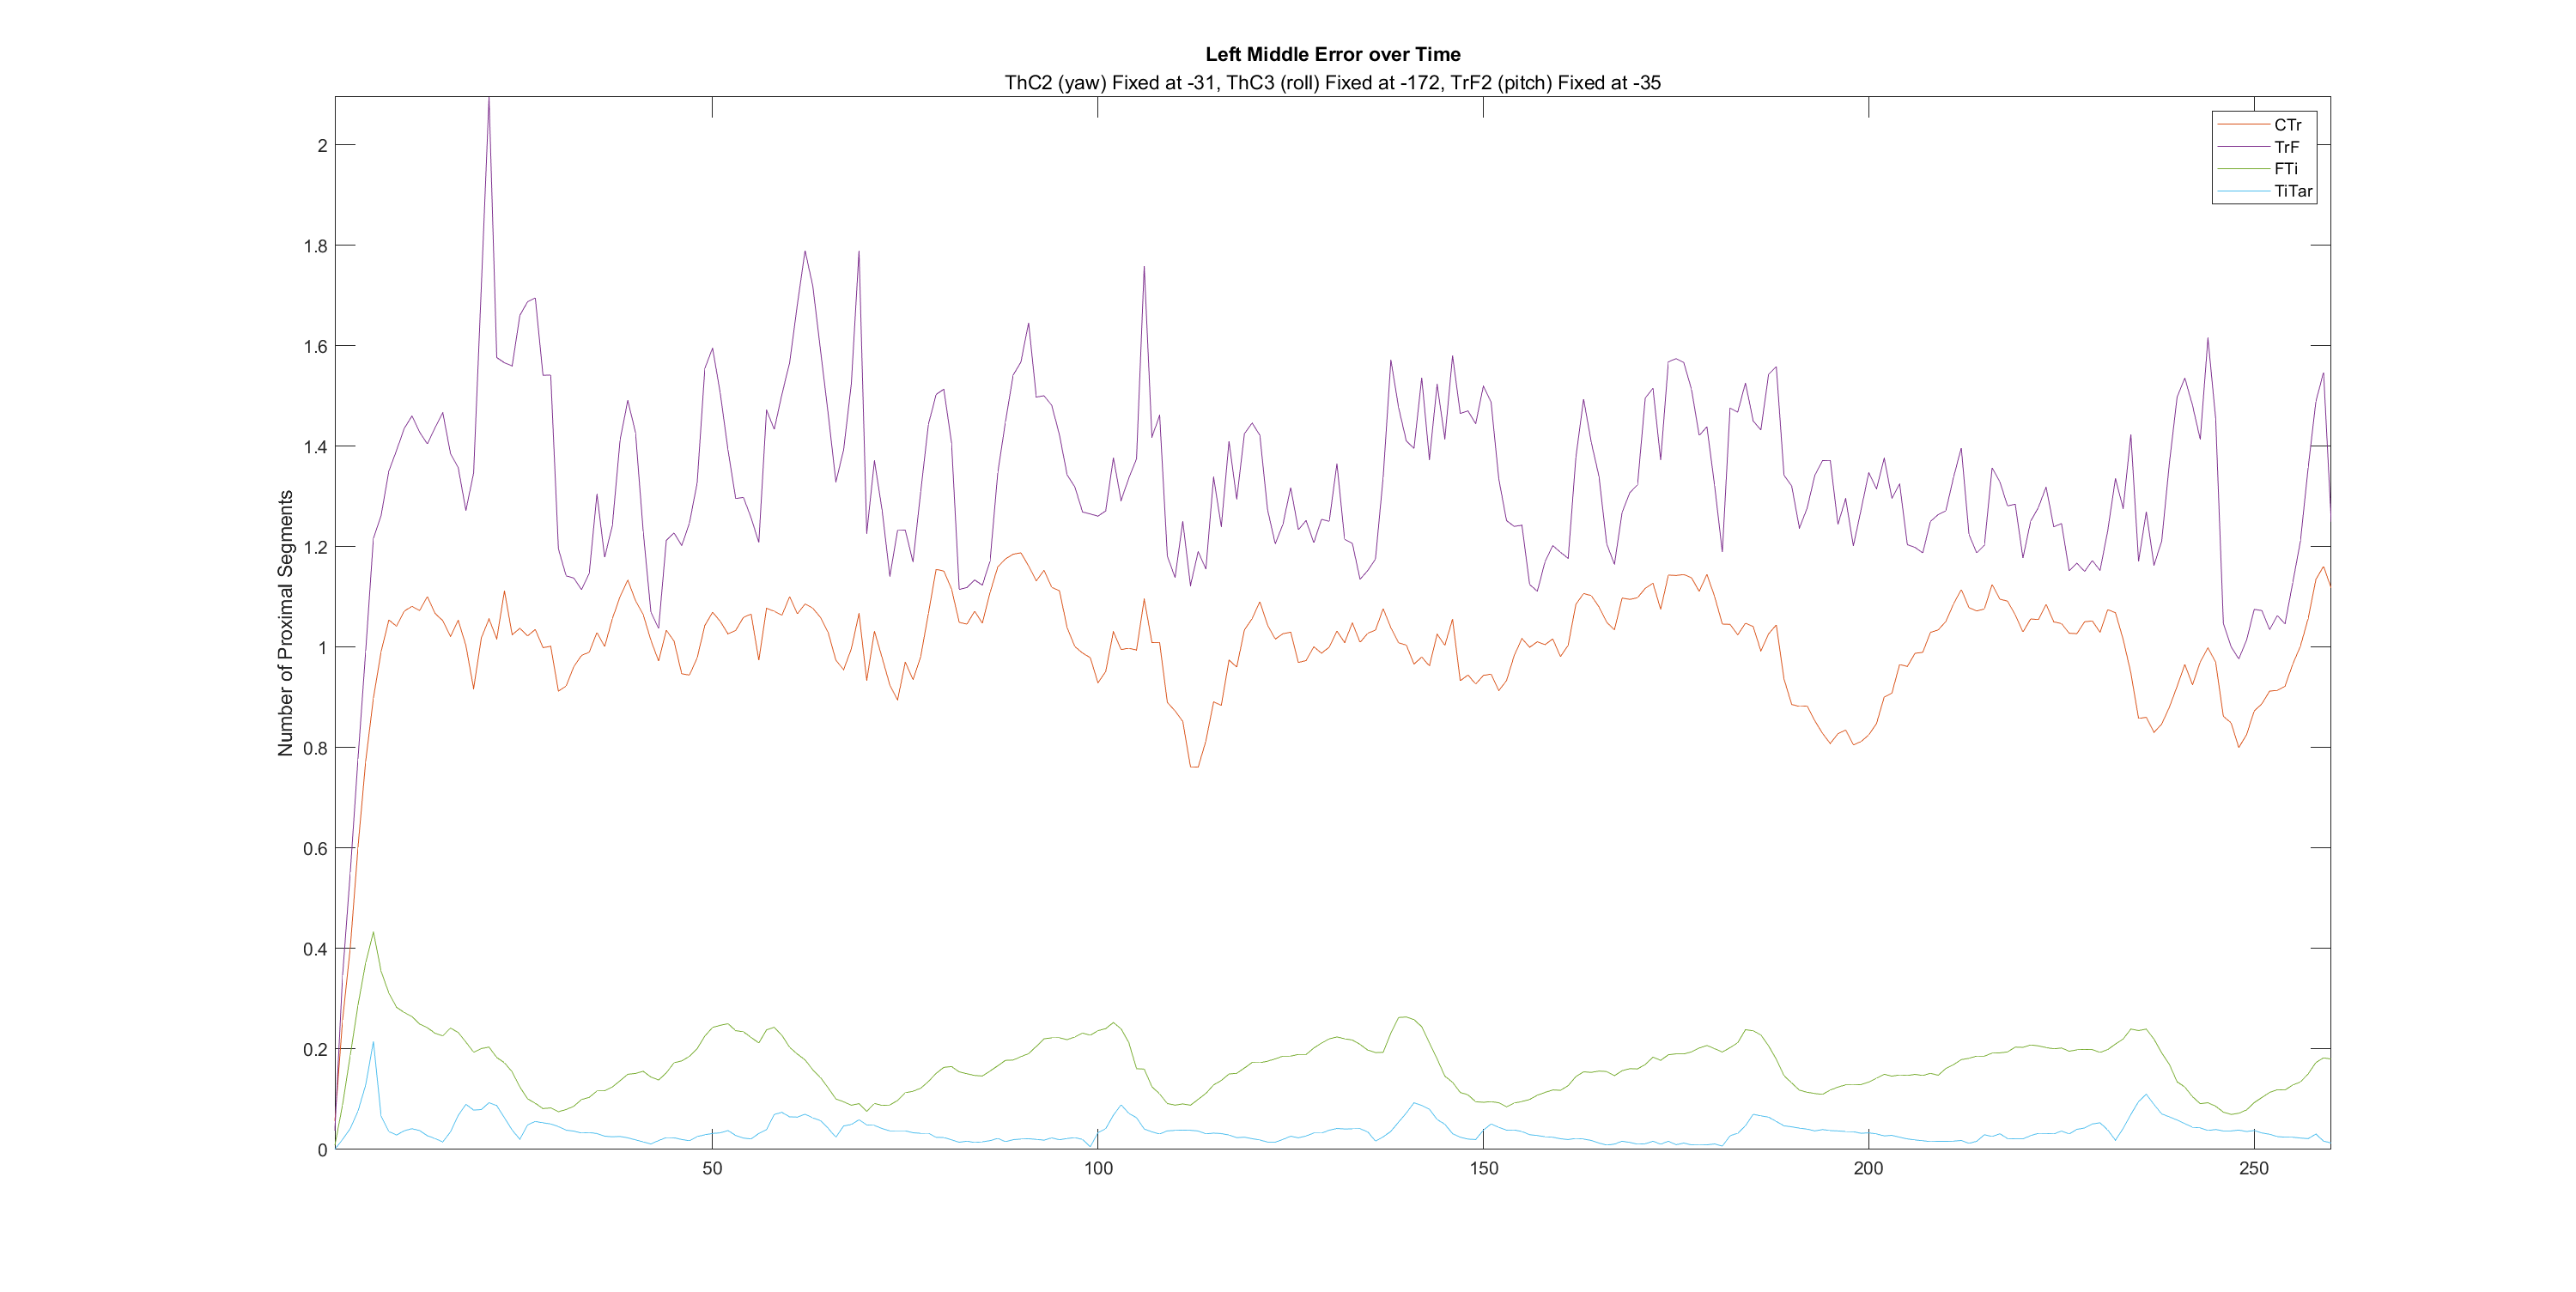 Left Middle Error over Time
ThC2 (yaw) Fixed at -31, ThC3 (roll) Fixed at -172, TrF2 (pitch) Fixed at -35
CTr
TrF
FTi
TiTar
Number of Proximal Segments
2
1.8
1.6
1.4
1.2
1
0.8
0.6
0.4
0.2
0
50 100 150 200 250